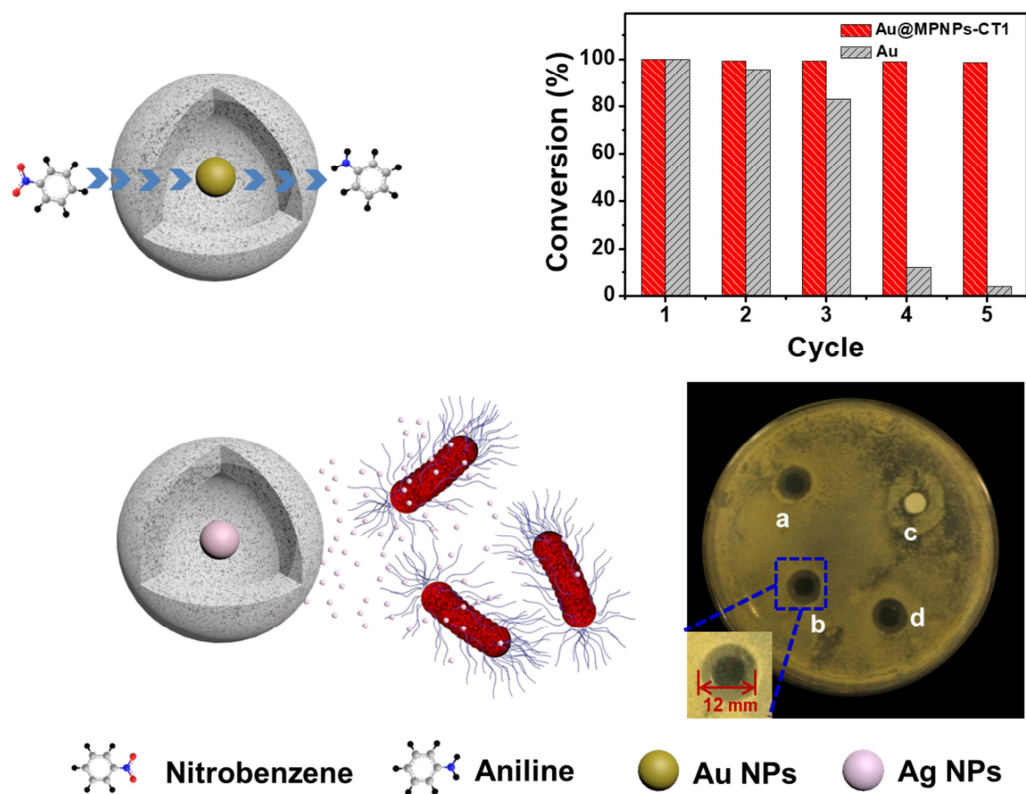 Au@MPNPs-CT1
Au
Conversion (%)
100
80
60
40
20
0
1 2 3 4 5
Cycle
a
c
b
d
12 mm
Nitrobenzene Aniline Au NPs Ag NPs